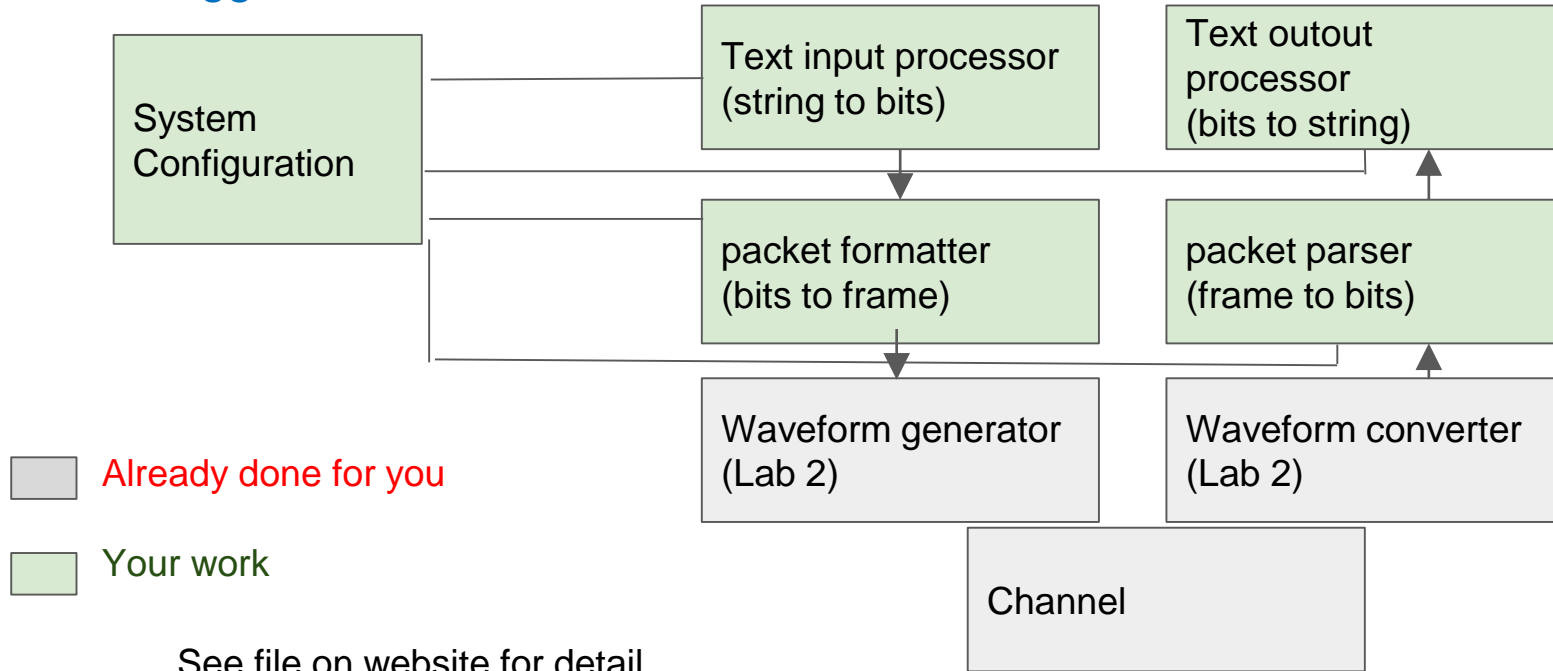 System
Configuration
Text input processor
(string to bits)
Text outout
processor
(bits to string)
packet formatter
(bits to frame)
packet parser
(frame to bits)
Waveform generator
(Lab 2)
Waveform converter
(Lab 2)
Already done for you
Your work
Channel
See file on website for detail